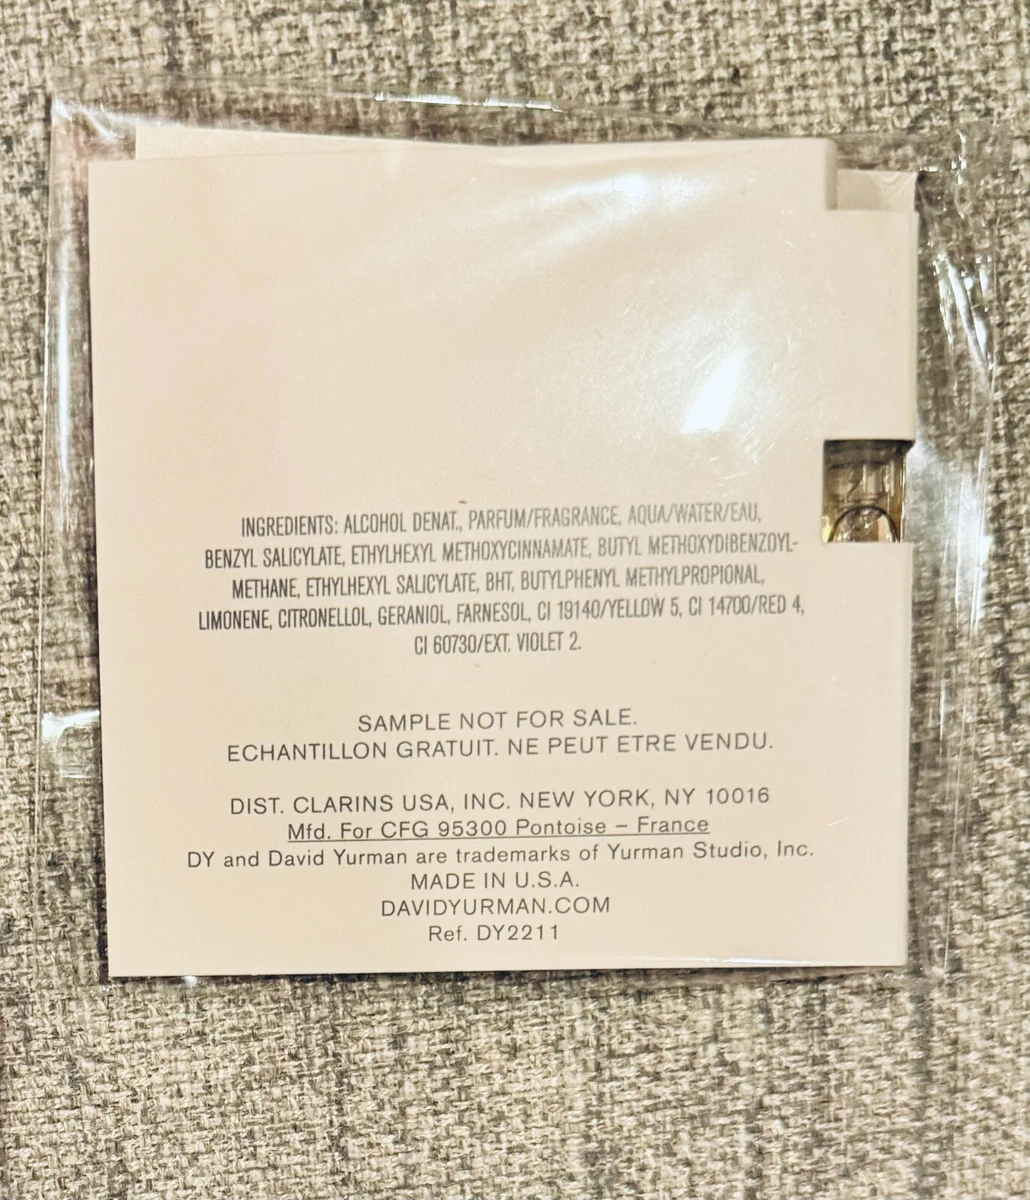 INGREDIENTS: ALCOHOL DENAT., PARFUM/FRAGRANCE, AQUA/WATER/EAU,
BENZYL SALICYLATE, ETHYLHEXYL METHOXYCINNAMATE, BUTYL METHOXYDIBENZOYL-
METHANE, ETHYLHEXYL SALICYLATE, BHT, BUTYLPHENYL METHYLPROPIONAL,
LIMONENE, CITRONELLOL, GERANIOL, FARNESOL, CI 19140/YELLOW 5, CI 14700/RED 4,
CI 60730/EXT. VIOLET 2.
SAMPLE NOT FOR SALE.
ECHANTILLON GRATUIT. NE PEUT ETRE VENDU.
DIST. CLARINS USA, INC. NEW YORK, NY 10016
Mfd. For CFG 95300 Pontoise – France
DY and David Yurman are trademarks of Yurman Studio, Inc.
MADE IN U.S.A.
DAVIDYURMAN.COM
Ref. DY2211